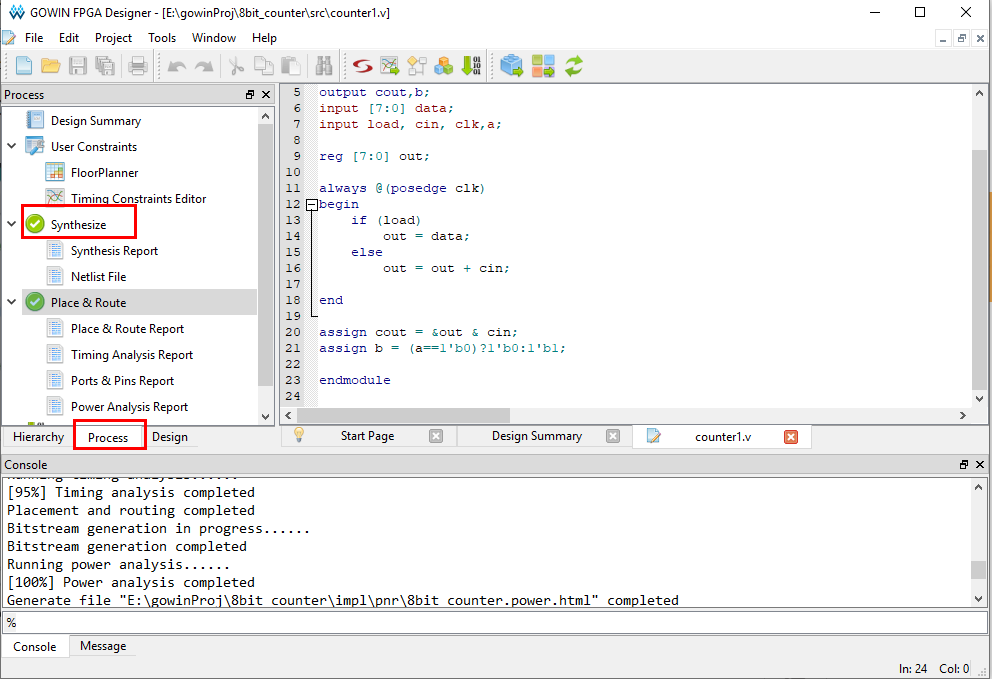 GOWIN FPGA Designer - [E:\gowinProj\8bit_counter\src\counter1.v]
File Edit Project Tools Window Help
Process
Design Summary
User Constraints
FloorPlanner
Timing Constraints Editor
Synthesize
Synthesis Report
Netlist File
Place & Route
Place & Route Report
Timing Analysis Report
Ports & Pins Report
Power Analysis Report
Hierarchy Process Design
5 output cout,b;
6 input [7:0] data;
7 input load, cin, clk,a;
8
9 reg [7:0] out;
10
11 always @(posedge clk)
12 begin
13 if (load)
14 out = data;
15 else
16 out = out + cin;
17
18 end
19
20 assign cout = &out & cin;
21 assign b = (a==1'b0)?1'b0:1'b1;
22
23 endmodule
24
Start Page Design Summary counter1.v
Console
Running timing analysis......
[95%] Timing analysis completed
Placement and routing completed
Bitstream generation in progress......
Bitstream generation completed
Running power analysis......
[100%] Power analysis completed
Generate file "E:\gowinProj\8bit_counter\impl\pnr\8bit_counter.power.html" completed
%
Console Message
In: 24 Col: 0